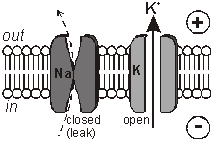 K⁺
out
+
Na
K
in
closed
(leak)
open
-